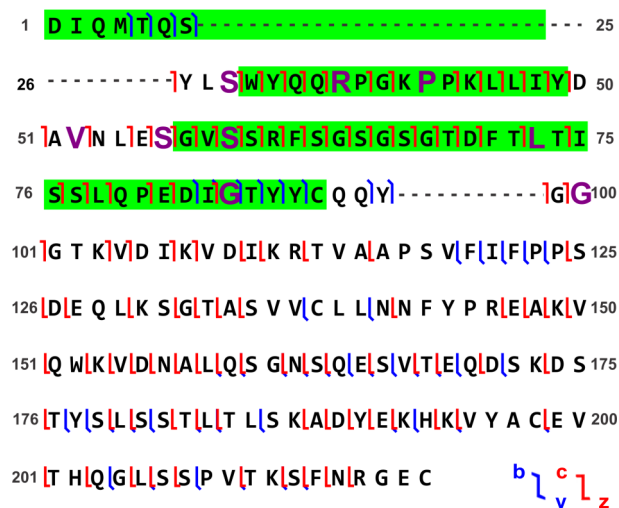 1 D I Q M T Q S - - - - - - - - - - - - - - - - - - 25
26 - - - - - - - - - - - - Y L S W Y Q Q R P G K P P K L L I Y D 50
51 A V N L E S G V S S R F S G S G S G T D F T L T I 75
76 S S L Q P E D I G T Y Y C Q Q Y - - - - - - - - - - - - G G 100
101 G T K V D I K V D I K R T V A A P S V F I F P P S 125
126 D E Q L K S G T A S V V C L L N N F Y P R E A K V 150
151 Q W K V D N A L Q S G N S Q E S V T E Q D S K D S 175
176 T Y S L S S T L T L S K A D Y E K H K V Y A C E V 200
201 T H Q G L S S P V T K S F N R G E C
b y c z